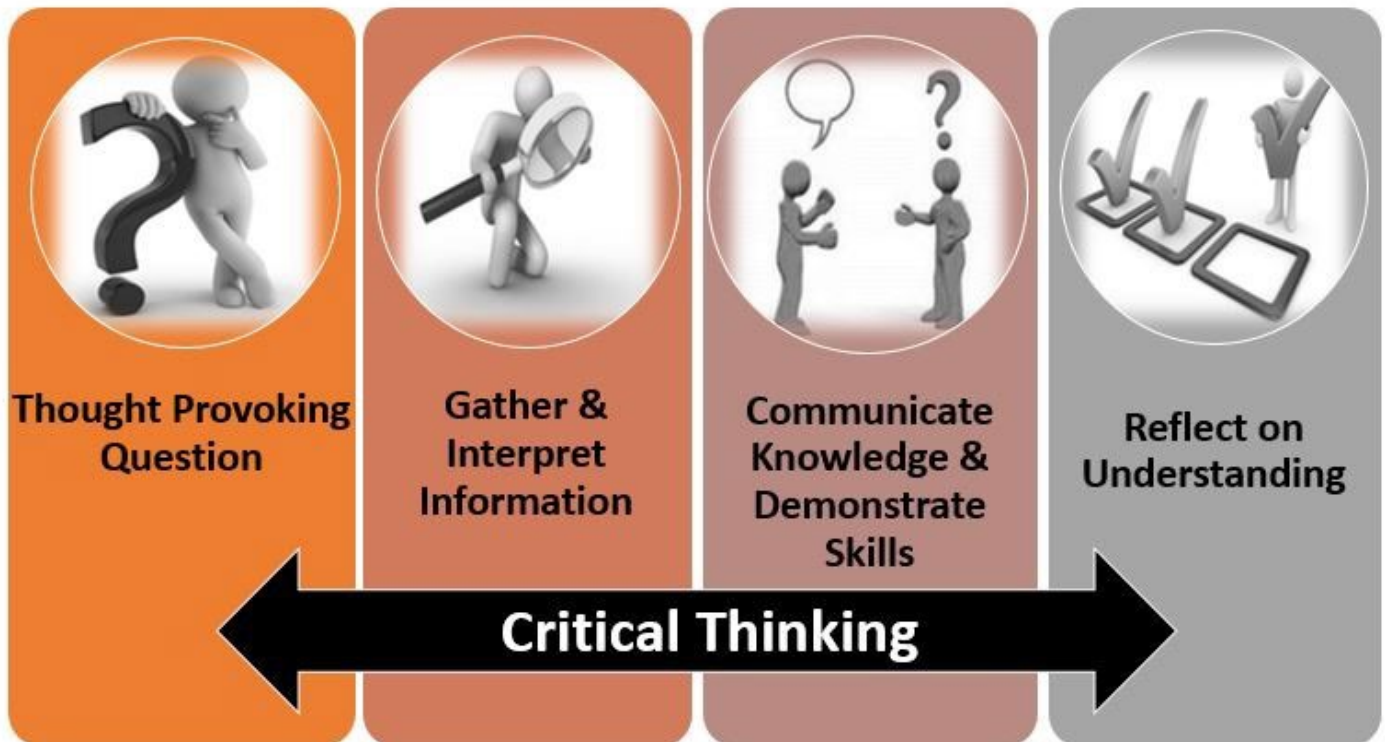 Thought Provoking
Question
Gather &
Interpret
Information
Communicate
Knowledge &
Demonstrate
Skills
Reflect on
Understanding
Critical Thinking